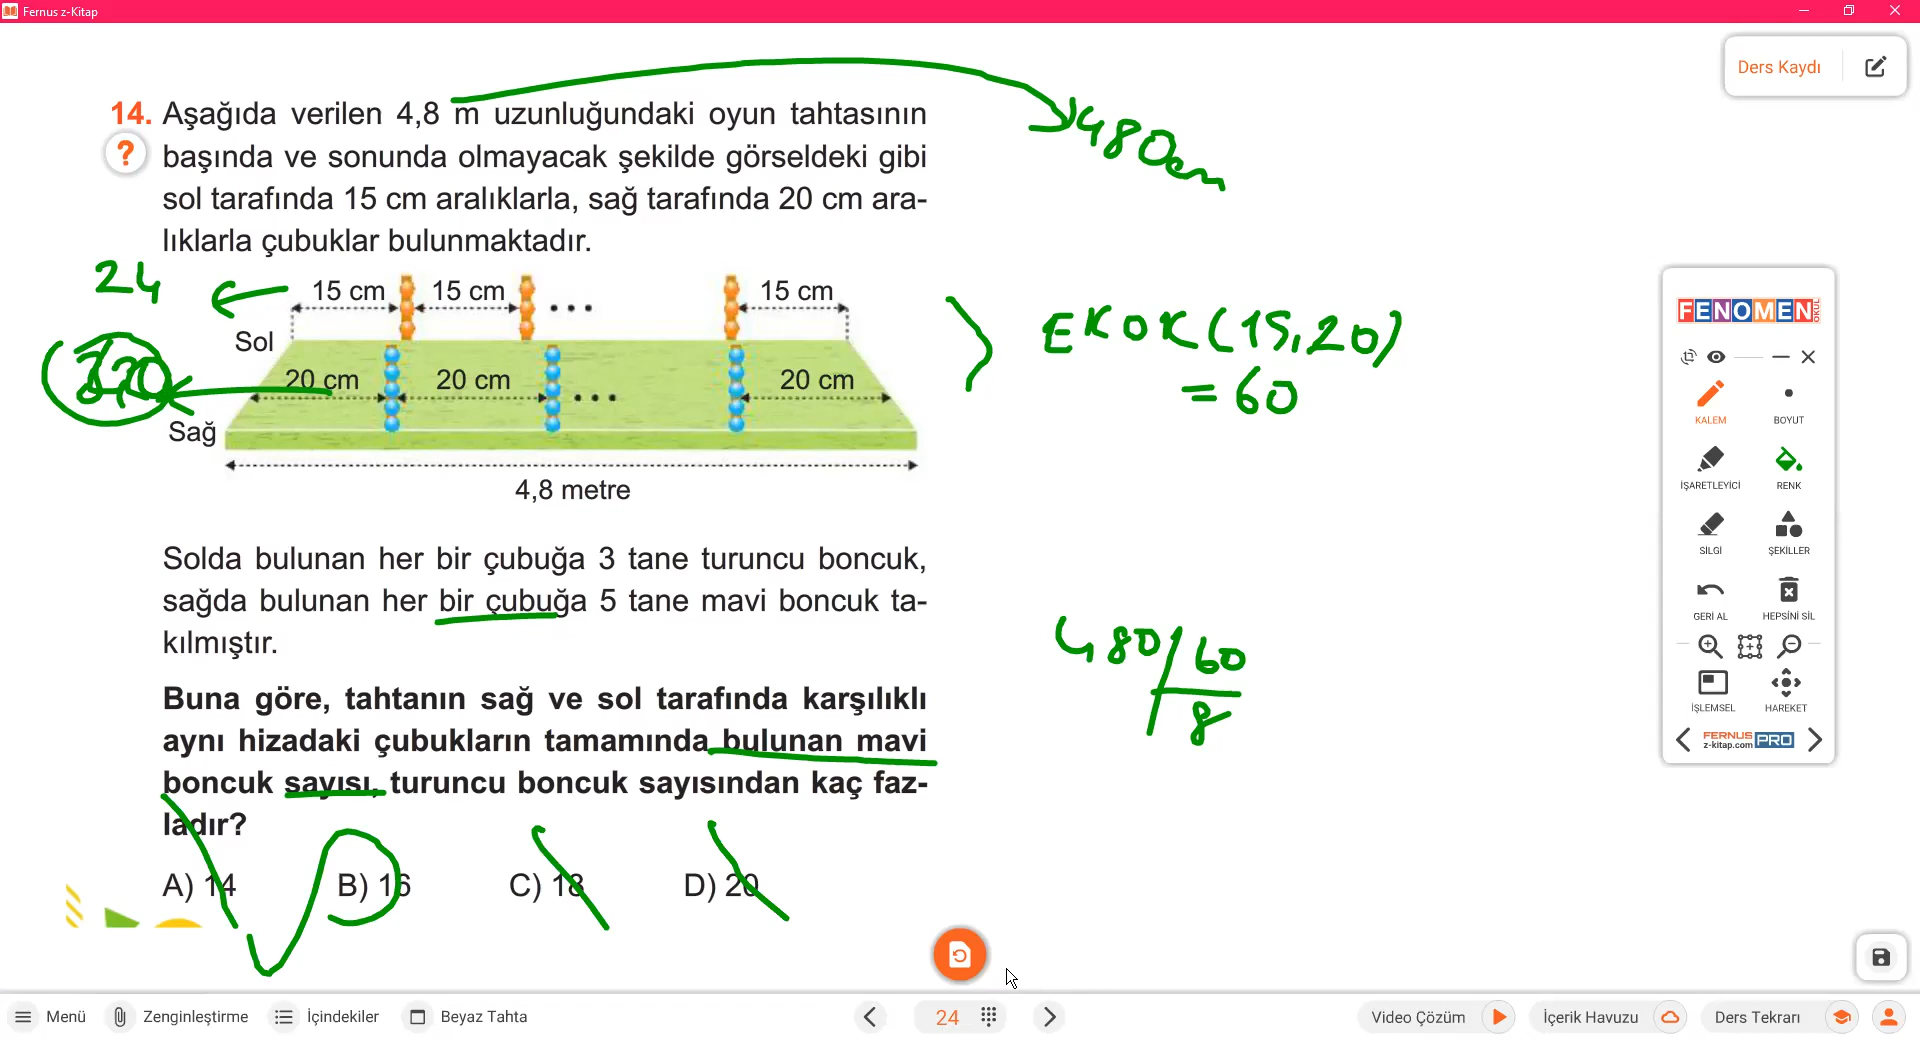 Fernus z-Kitap
Ders Kaydı
480cm
14. Aşağıda verilen 4,8 m uzunluğundaki oyun tahtasının
? başında ve sonunda olmayacak şekilde görseldeki gibi
sol tarafında 15 cm aralıklarla, sağ tarafında 20 cm ara-
lıklarla çubuklar bulunmaktadır.
24
15 cm 15 cm ... 15 cm
Sol
20 cm 20 cm ... 20 cm
Sağ
4,8 metre
EKOK(15,20)
= 60
Solda bulunan her bir çubuğa 3 tane turuncu boncuk,
sağda bulunan her bir çubuğa 5 tane mavi boncuk ta-
kılmıştır.
480 60
8
Buna göre, tahtanın sağ ve sol tarafında karşılıklı
aynı hizadaki çubukların tamamında bulunan mavi
boncuk sayısı, turuncu boncuk sayısından kaç faz-
ladır?
A) 14 B) 16 C) 18 D) 20
FENOMEN
OKUL
KALEM BOYUT
İŞARETLEYİCİ RENK
SİLGİ ŞEKİLLER
GERİ AL HEPSİNİ SİL
İŞLEMSEL HAREKET
FERNUS
z-kitap.com PRO
Menü Zenginleştirme İçindekiler Beyaz Tahta 24 Video Çözüm İçerik Havuzu Ders Tekrarı